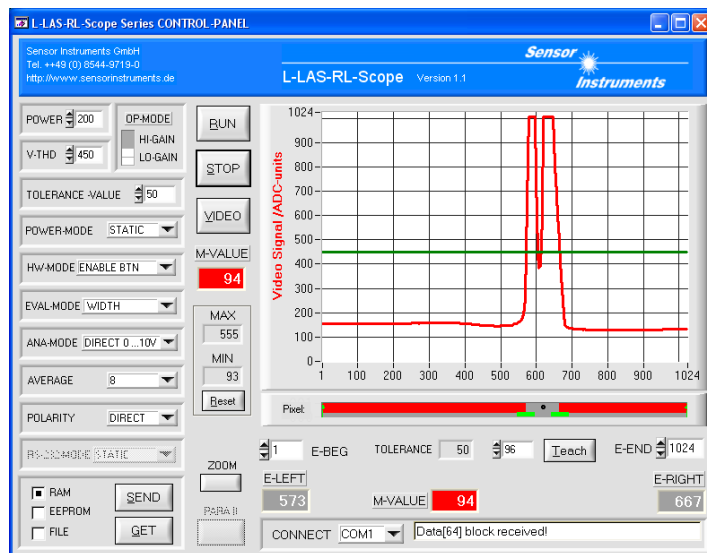 L-LAS-RL-Scope Series CONTROL-PANEL
Sensor Instruments GmbH
Tel. ++49 (0) 8544-9719-0
http://www.sensorinstruments.de
L-LAS-RL-Scope Version 1.1
Sensor
Instruments
POWER 200
OP-MODE
HI-GAIN
LO-GAIN
V-THD 450
TOLERANCE -VALUE 50
POWER-MODE STATIC
HW-MODE ENABLE BTN
EVAL-MODE WIDTH
ANA-MODE DIRECT 0 ...10V
AVERAGE 8
POLARITY DIRECT
RS-232-MODE STATIC
RAM
EEPROM
FILE
SEND
GET
RUN
STOP
VIDEO
M-VALUE
94
MAX
555
MIN
93
Reset
ZOOM
PARA II
Video Signal /ADC-units
1024
900
800
700
600
500
400
300
200
100
0
1 100 200 300 400 500 600 700 800 900 1024
Pixel:
1 E-BEG TOLERANCE 50 96 Teach E-END 1024
E-LEFT E-RIGHT
573 M-VALUE 94 667
CONNECT COM1 Data[64] block received!